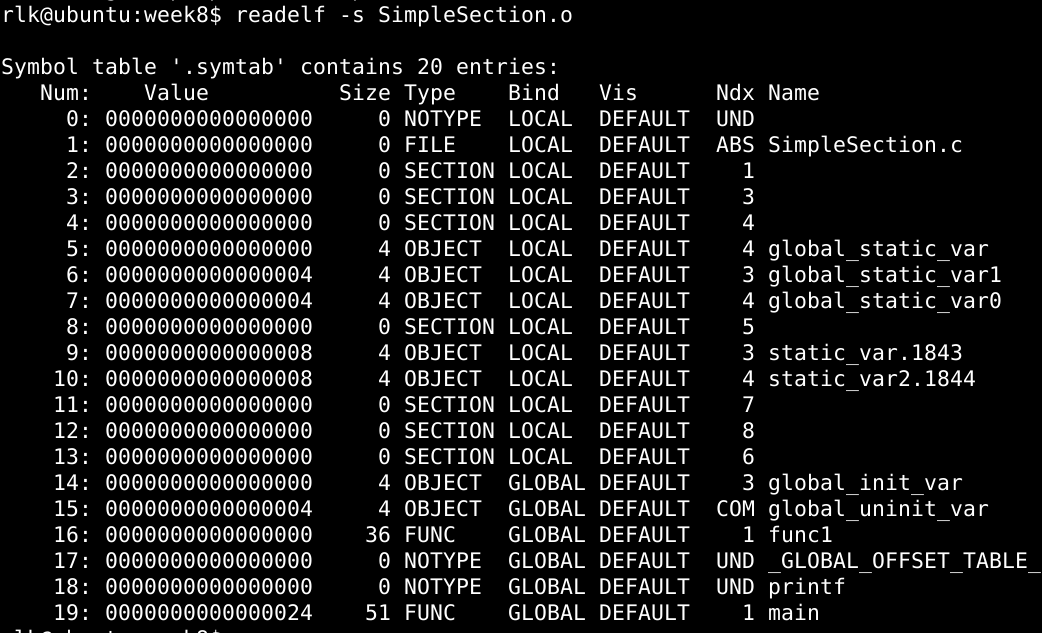 rlk@ubuntu:week8$ readelf -s SimpleSection.o
Symbol table '.symtab' contains 20 entries:
   Num:    Value          Size Type    Bind   Vis      Ndx Name
     0: 0000000000000000     0 NOTYPE  LOCAL  DEFAULT  UND
     1: 0000000000000000     0 FILE    LOCAL  DEFAULT  ABS SimpleSection.c
     2: 0000000000000000     0 SECTION LOCAL  DEFAULT    1
     3: 0000000000000000     0 SECTION LOCAL  DEFAULT    3
     4: 0000000000000000     0 SECTION LOCAL  DEFAULT    4
     5: 0000000000000000     4 OBJECT  LOCAL  DEFAULT    4 global_static_var
     6: 0000000000000004     4 OBJECT  LOCAL  DEFAULT    3 global_static_var1
     7: 0000000000000004     4 OBJECT  LOCAL  DEFAULT    4 global_static_var0
     8: 0000000000000000     0 SECTION LOCAL  DEFAULT    5
     9: 0000000000000008     4 OBJECT  LOCAL  DEFAULT    3 static_var.1843
    10: 0000000000000008     4 OBJECT  LOCAL  DEFAULT    4 static_var2.1844
    11: 0000000000000000     0 SECTION LOCAL  DEFAULT    7
    12: 0000000000000000     0 SECTION LOCAL  DEFAULT    8
    13: 0000000000000000     0 SECTION LOCAL  DEFAULT    6
    14: 0000000000000000     4 OBJECT  GLOBAL DEFAULT    3 global_init_var
    15: 0000000000000004     4 OBJECT  GLOBAL DEFAULT  COM global_uninit_var
    16: 0000000000000000    36 FUNC    GLOBAL DEFAULT    1 func1
    17: 0000000000000000     0 NOTYPE  GLOBAL DEFAULT  UND _GLOBAL_OFFSET_TABLE_
    18: 0000000000000000     0 NOTYPE  GLOBAL DEFAULT  UND printf
    19: 0000000000000024    51 FUNC    GLOBAL DEFAULT    1 main